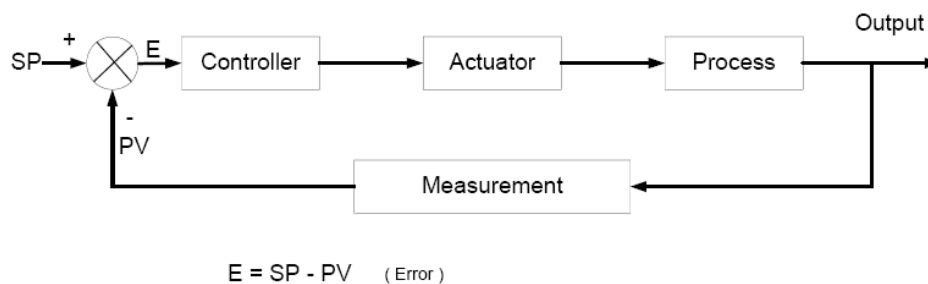 Output
+
SP
E
Controller
Actuator
Process
-
PV
Measurement
E = SP - PV ( Error )